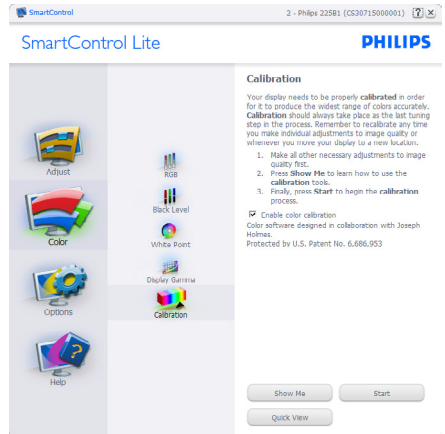 SmartControl
2 - Philips 225B1 (CS30715000001)
SmartControl Lite
PHILIPS
Adjust
Color
Options
Help
RGB
Black Level
White Point
Display Gamma
Calibration
Calibration
Your display needs to be properly calibrated in order
for it to produce the widest range of colors accurately.
Calibration should always take place as the last tuning
step in the process. Remember to recalibrate any time
you make individual adjustments to image quality or
whenever you move your display to a new location.
1. Make all other necessary adjustments to image
quality first.
2. Press Show Me to learn how to use the
calibration tools.
3. Finally, press Start to begin the calibration
process.
Enable color calibration
Color software designed in collaboration with Joseph
Holmes.
Protected by U.S. Patent No. 6,686,953
Show Me
Start
Quick View